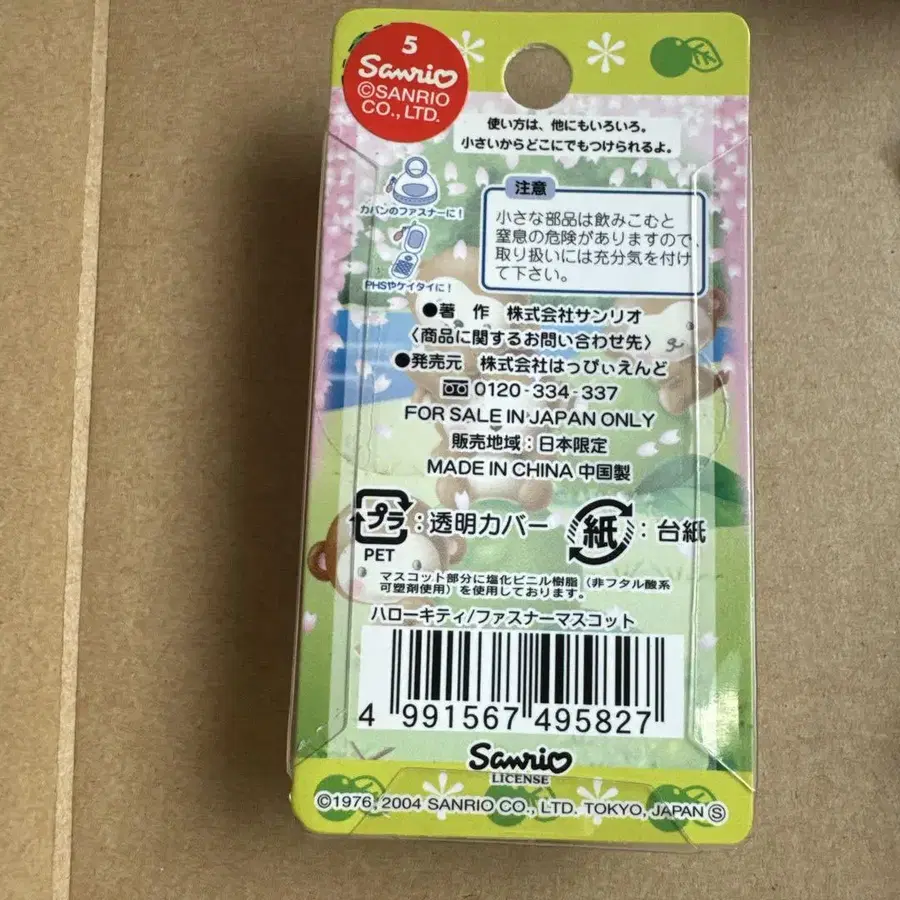 5
Sanrio
©SANRIO
CO., LTD.
使い方は、他にもいろいろ。
小さいからどこにでもつけられるよ。
カバンのファスナーに!
PHSやケイタイに!
注意
小さな部品は飲みこむと
窒息の危険がありますので、
取り扱いには充分気を付け
て下さい。
●著 作 株式会社サンリオ
〈商品に関するお問い合わせ先〉
●発売元 株式会社はっぴぃえんど
0120-334-337
FOR SALE IN JAPAN ONLY
販売地域:日本限定
MADE IN CHINA 中国製
プラ:透明カバー
PET
紙:台紙
マスコット部分に塩化ビニル樹脂(非フタル酸系
可塑剤使用)を使用しております。
ハローキティ/ファスナーマスコット
4 991567 495827
Sanrio
LICENSE
©1976, 2004 SANRIO CO., LTD. TOKYO, JAPAN Ⓢ